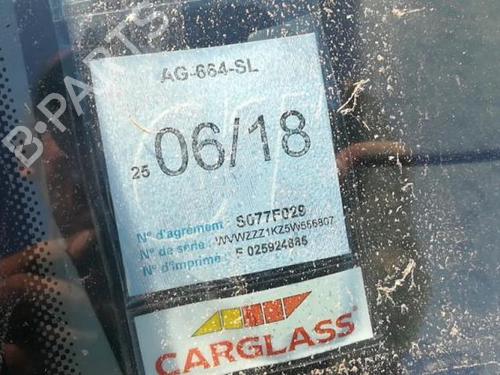 AG-664-SL
25 06/18
N° d'agrément : S077F029
N° de série : WVWZZZ1KZ5W556807
N° d'imprimé : F 025924885
CARGLASS®
B-PARTS